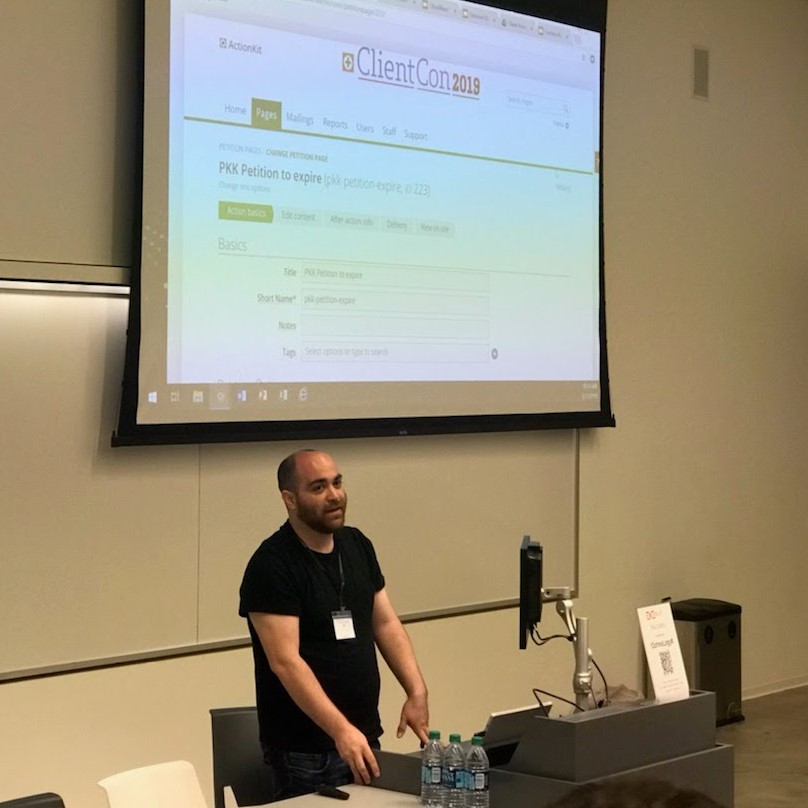 ActionKit
ClientCon 2019
Search Pages
Home Pages Mailings Reports Users Staff Support
PETITION PAGES / CHANGE PETITION PAGE
PKK Petition to expire (pkk-petition-expire, id 223)
Action basics Edit content After action info Delivery View on site
Basics
Title PKK Petition to expire
Short Name* pkk-petition-expire
Notes
Tags Select options or type to search